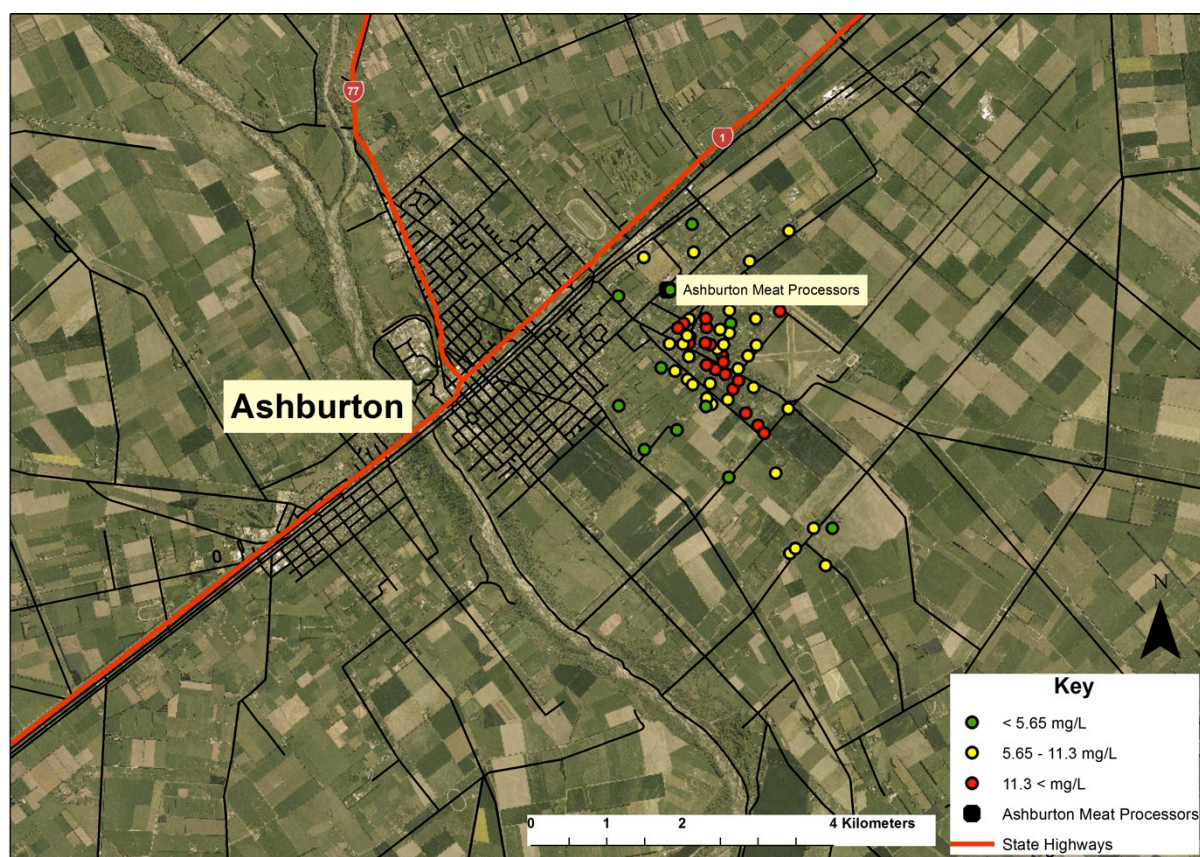 77
1
Ashburton Meat Processors
Ashburton
N
Key
< 5.65 mg/L
5.65 - 11.3 mg/L
11.3 < mg/L
Ashburton Meat Processors
State Highways
0 2 4 Kilometers